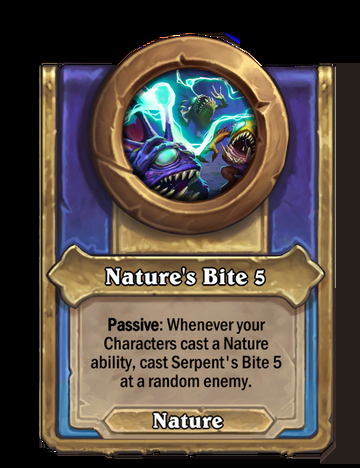 Nature's Bite 5
Passive: Whenever your
Characters cast a Nature
ability, cast Serpent's Bite 5
at a random enemy.
Nature